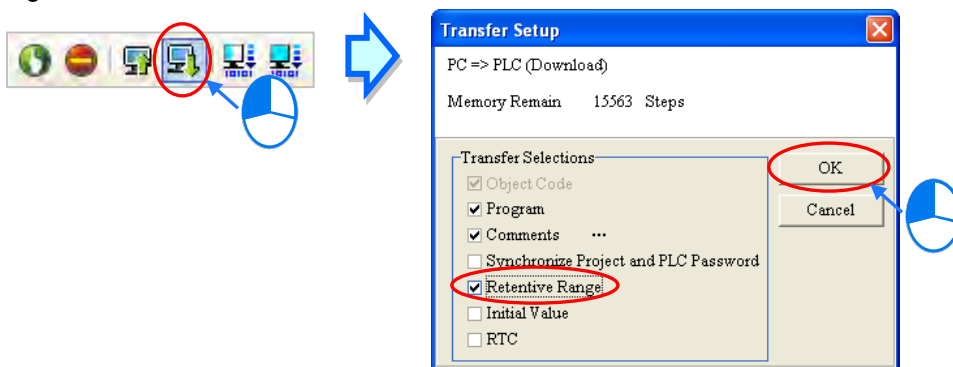 Transfer Setup
PC => PLC (Download)
Memory Remain 15563 Steps
Transfer Selections
Object Code
Program
Comments ...
Synchronize Project and PLC Password
Retentive Range
Initial Value
RTC
OK
Cancel